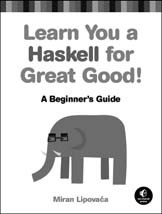 Learn You a
Haskell for
Great Good!
A Beginner's Guide
Miran Lipovača